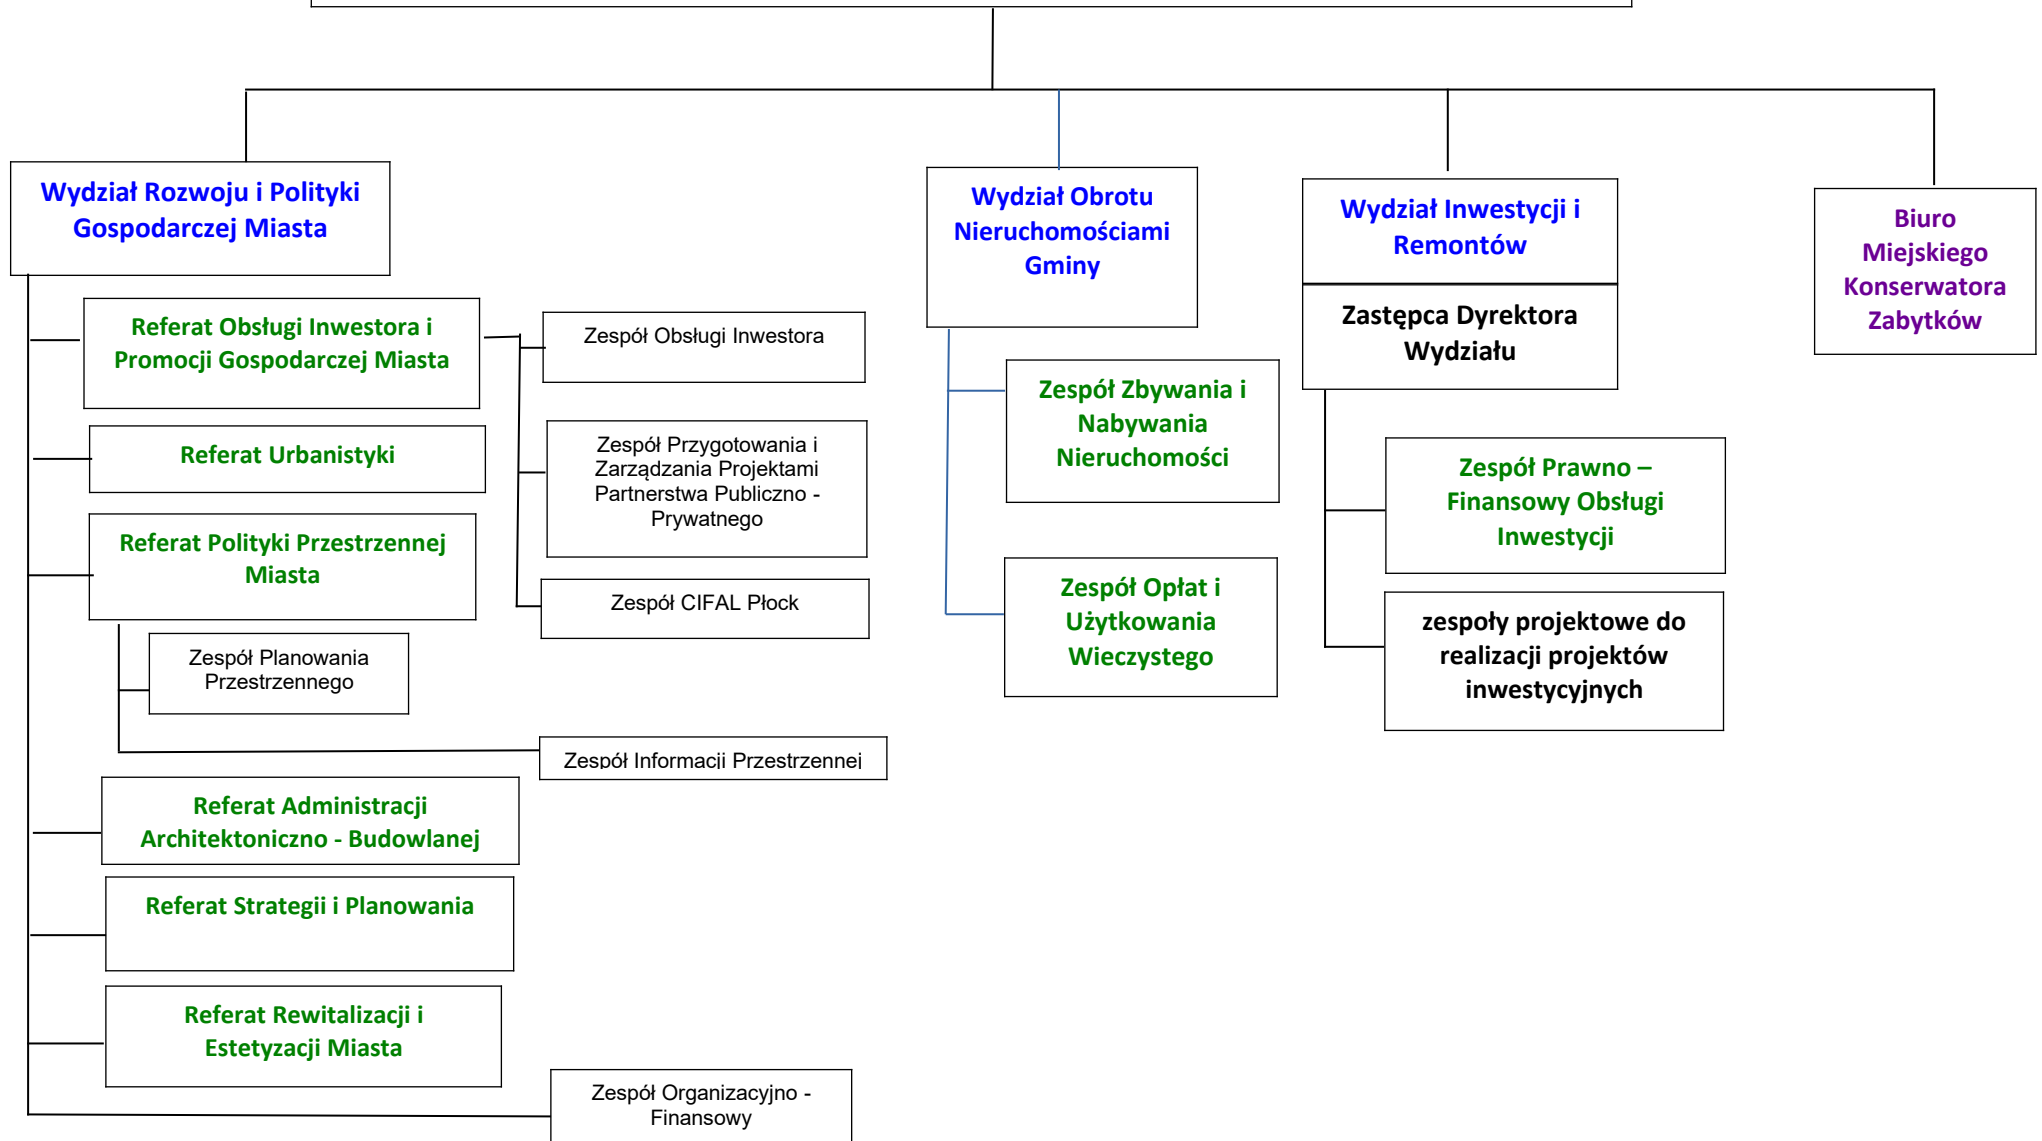 Wydział Rozwoju i Polityki
Gospodarczej Miasta
Referat Obsługi Inwestora i
Promocji Gospodarczej Miasta
Zespół Obsługi Inwestora
Zespół Przygotowania i
Zarządzania Projektami
Partnerstwa Publiczno -
Prywatnego
Zespół CIFAL Płock
Referat Urbanistyki
Referat Polityki Przestrzennej
Miasta
Zespół Planowania
Przestrzennego
Zespół Informacji Przestrzennej
Referat Administracji
Architektoniczno - Budowlanej
Referat Strategii i Planowania
Referat Rewitalizacji i
Estetyzacji Miasta
Zespół Organizacyjno -
Finansowy
Wydział Obrotu
Nieruchomościami
Gminy
Zespół Zbywania i
Nabywania
Nieruchomości
Zespół Opłat i
Użytkowania
Wieczystego
Wydział Inwestycji i
Remontów
Zastępca Dyrektora
Wydziału
Zespół Prawno –
Finansowy Obsługi
Inwestycji
zespoły projektowe do
realizacji projektów
inwestycyjnych
Biuro
Miejskiego
Konserwatora
Zabytków